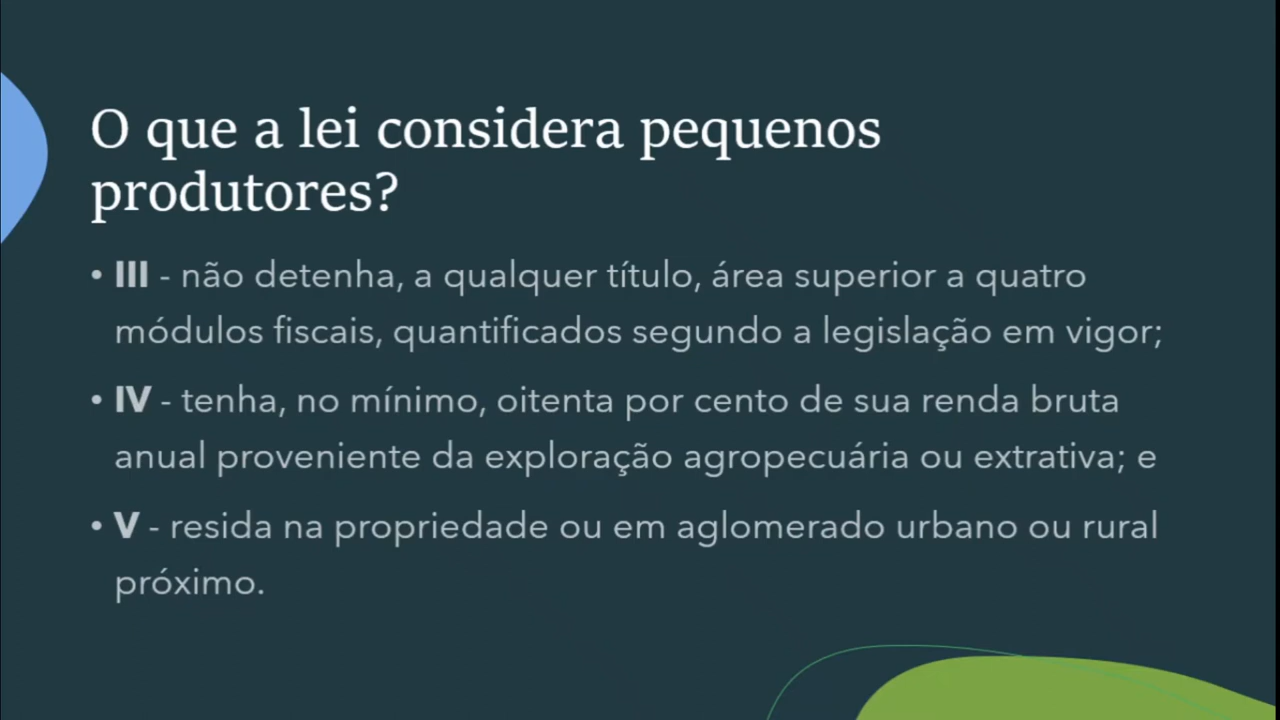 O que a lei considera pequenos
produtores?
• III - não detenha, a qualquer título, área superior a quatro
módulos fiscais, quantificados segundo a legislação em vigor;
• IV - tenha, no mínimo, oitenta por cento de sua renda bruta
anual proveniente da exploração agropecuária ou extrativa; e
• V - resida na propriedade ou em aglomerado urbano ou rural
próximo.